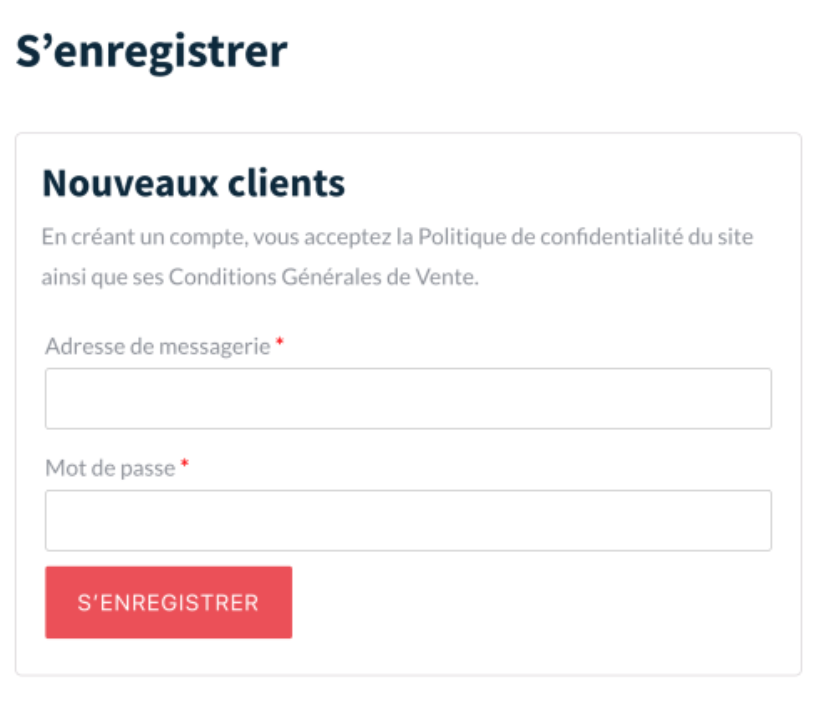 S’enregistrer
Nouveaux clients
En créant un compte, vous acceptez la Politique de confidentialité du site
ainsi que ses Conditions Générales de Vente.
Adresse de messagerie *
Mot de passe *
S’ENREGISTRER